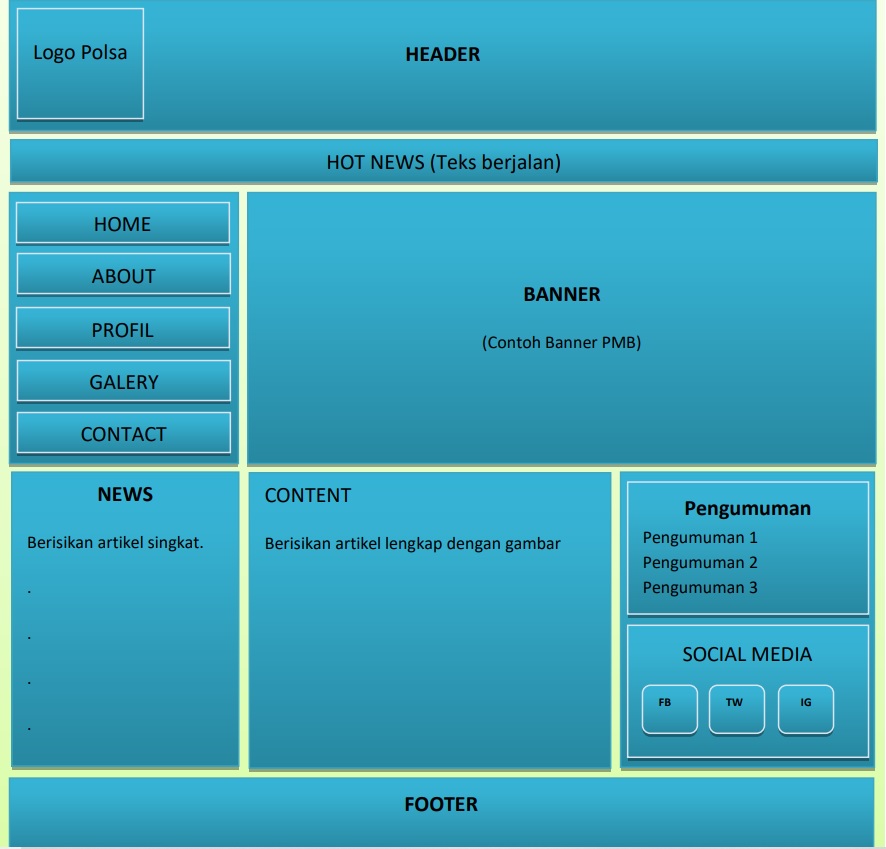 Logo Polsa
HEADER
HOT NEWS (Teks berjalan)
HOME
ABOUT
PROFIL
GALERY
CONTACT
BANNER
(Contoh Banner PMB)
NEWS
Berisikan artikel singkat.
.
.
.
.
CONTENT
Berisikan artikel lengkap dengan gambar
Pengumuman
Pengumuman 1
Pengumuman 2
Pengumuman 3
SOCIAL MEDIA
FB
TW
IG
FOOTER